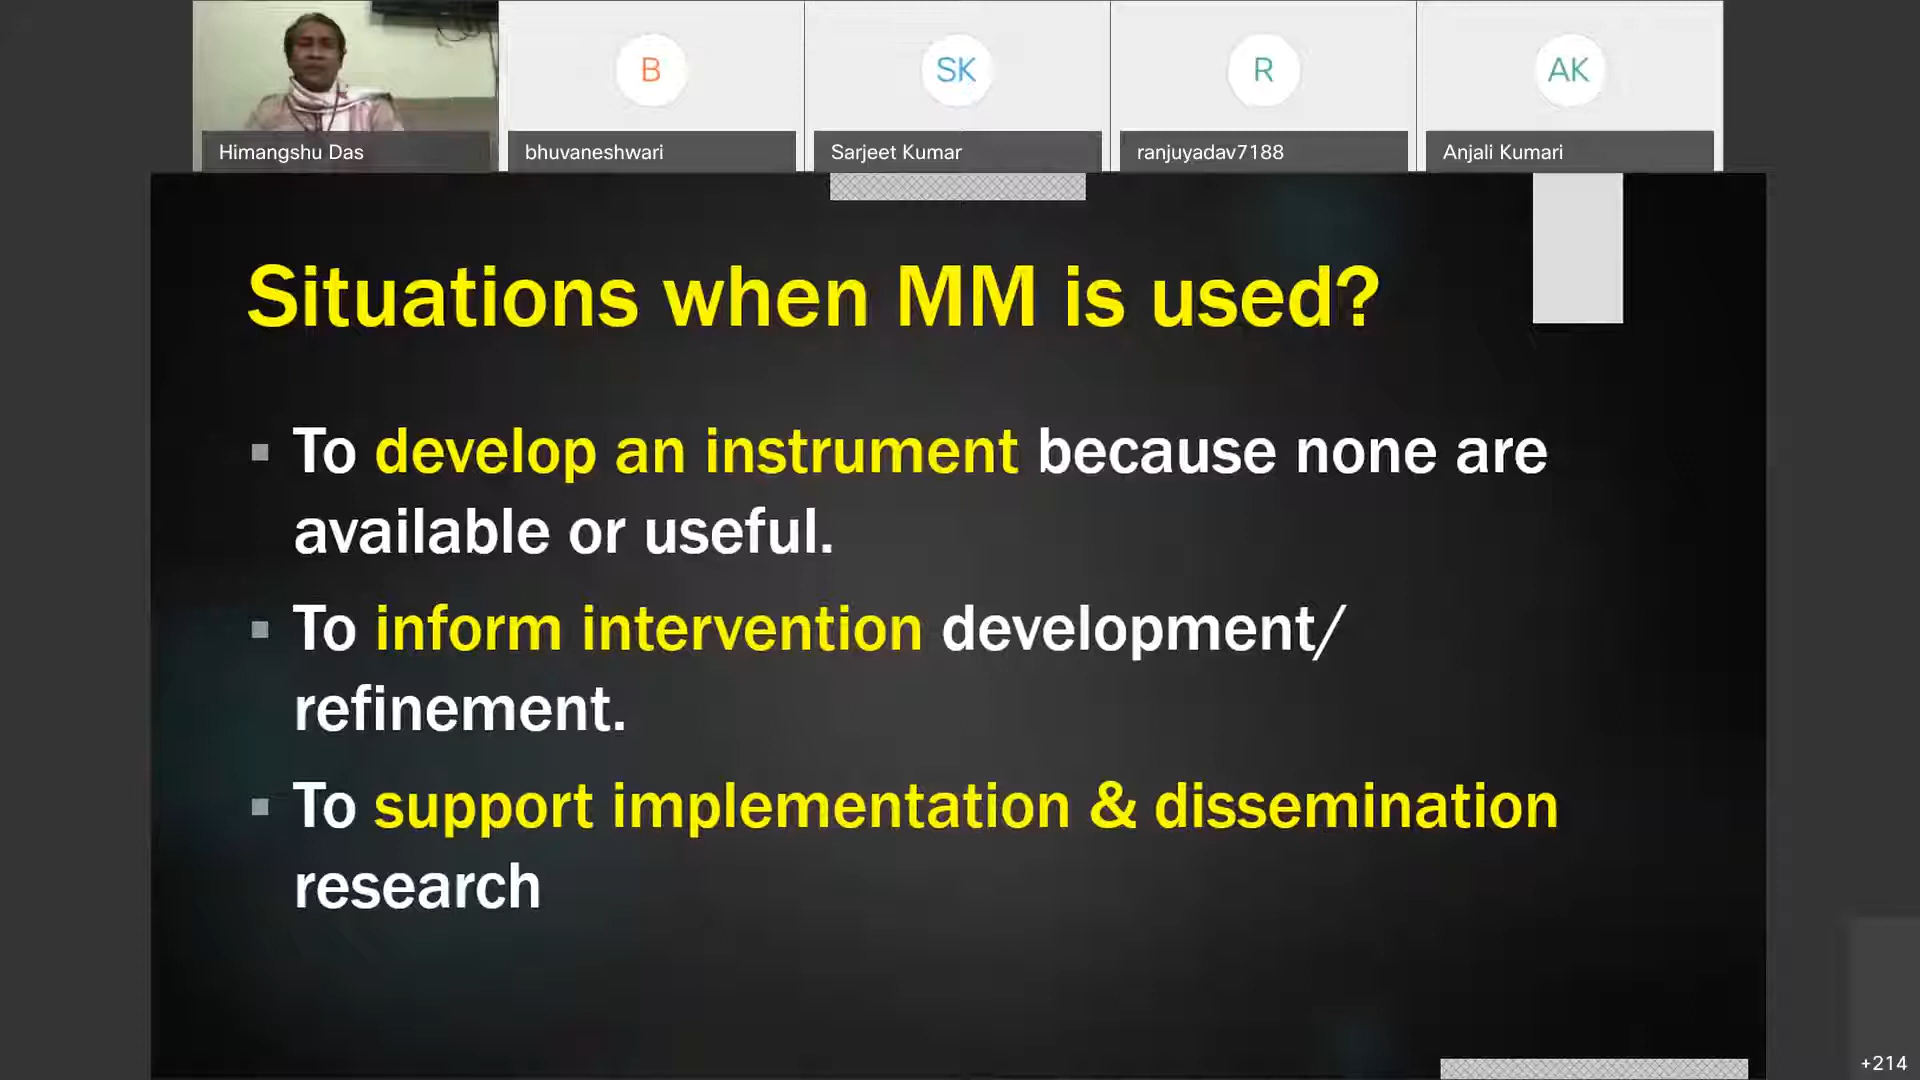 B
SK
R
AK
Himangshu Das
bhuvaneshwari
Sarjeet Kumar
ranjuyadav7188
Anjali Kumari
Situations when MM is used?
To develop an instrument because none are
available or useful.
To inform intervention development/
refinement.
To support implementation & dissemination
research
+214